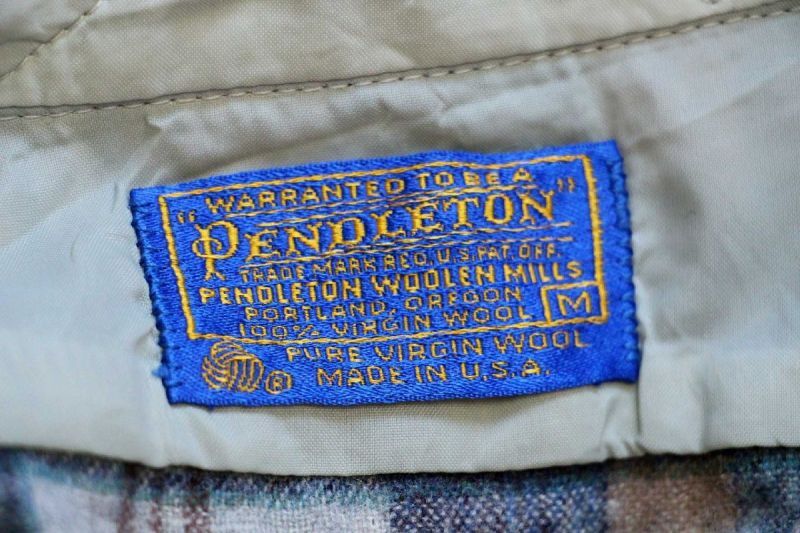 "WARRANTED TO BE A
PENDLETON"
TRADE MARK REG. U.S. PAT. OFF.
PENDLETON WOOLEN MILLS
PORTLAND, OREGON
100% VIRGIN WOOL M
PURE VIRGIN WOOL
® MADE IN U.S.A.